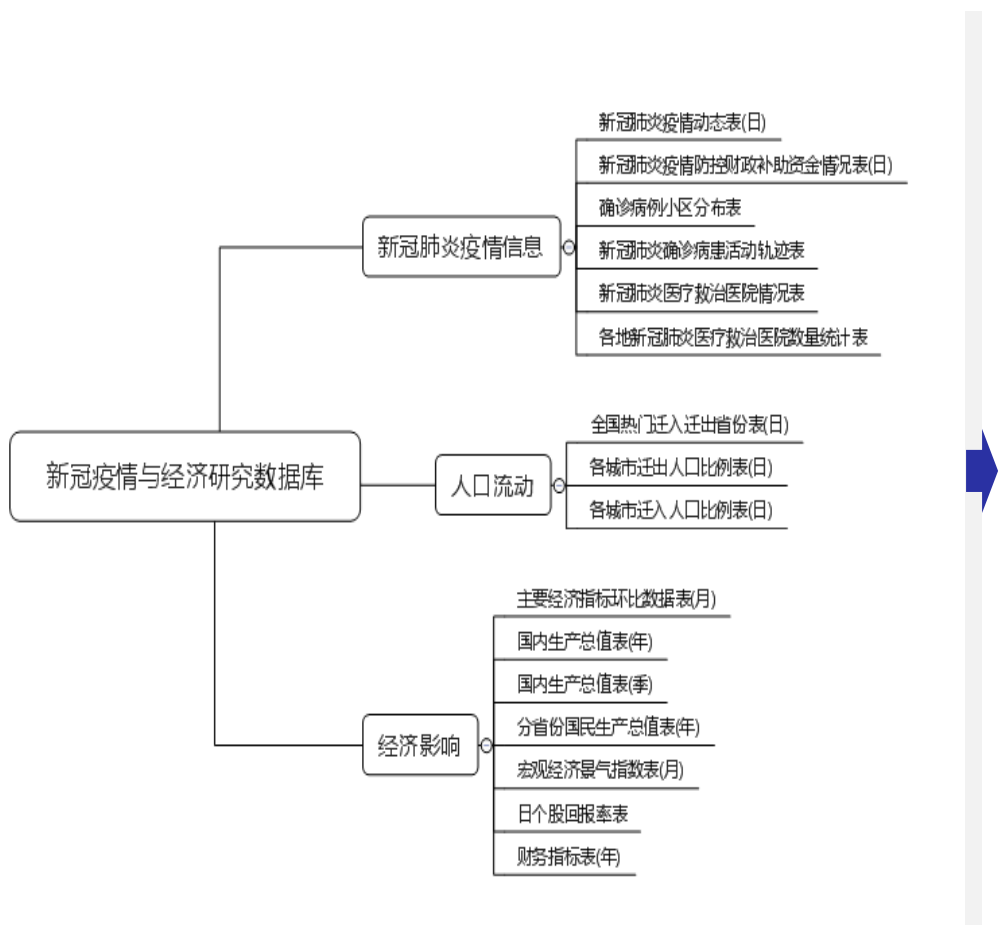 新冠肺炎疫情动态表(日)
新冠肺炎疫情防控财政补助资金情况表(日)
确诊病例小区分布表
新冠肺炎疫情信息
新冠肺炎确诊病患活动轨迹表
新冠肺炎医疗救治医院情况表
各地新冠肺炎医疗救治医院数量统计表
新冠疫情与经济研究数据库
全国热门迁入迁出省份表(日)
各城市迁出人口比例表(日)
人口流动
各城市迁入人口比例表(日)
主要经济指标环比数据表(月)
国内生产总值表(年)
国内生产总值表(季)
分省份国民生产总值表(年)
经济影响
宏观经济景气指数表(月)
日个股回报率表
财务指标表(年)